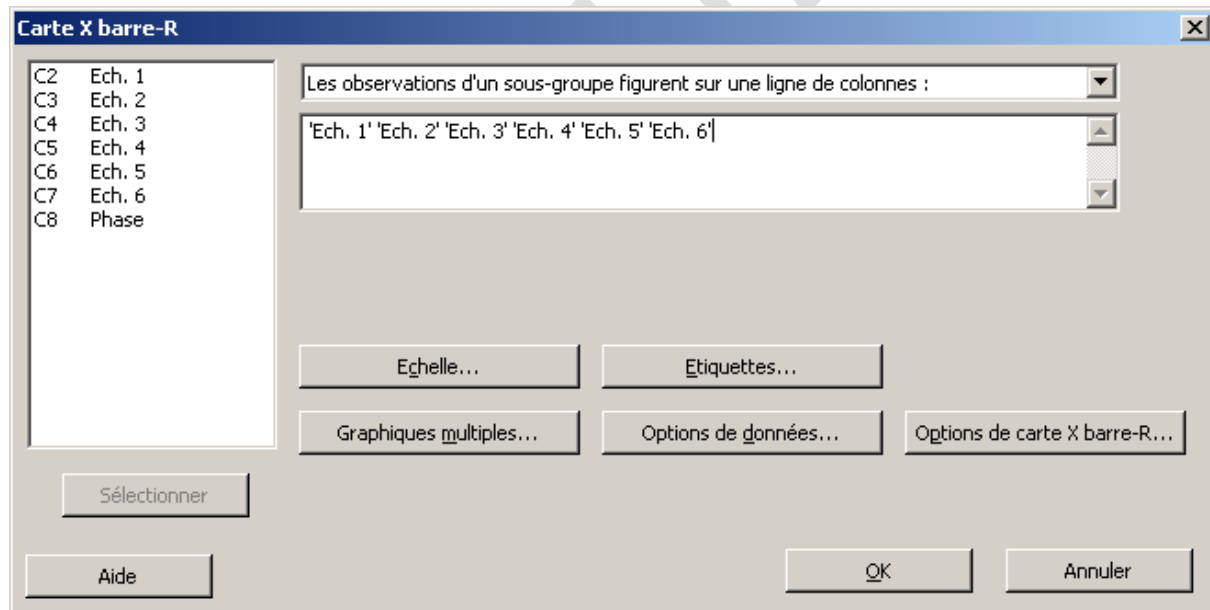 Carte X barre-R
C2 Ech. 1
C3 Ech. 2
C4 Ech. 3
C5 Ech. 4
C6 Ech. 5
C7 Ech. 6
C8 Phase
Les observations d'un sous-groupe figurent sur une ligne de colonnes :
'Ech. 1' 'Ech. 2' 'Ech. 3' 'Ech. 4' 'Ech. 5' 'Ech. 6'
Echelle...
Etiquettes...
Graphiques multiples...
Options de données...
Options de carte X barre-R...
Sélectionner
Aide
OK
Annuler